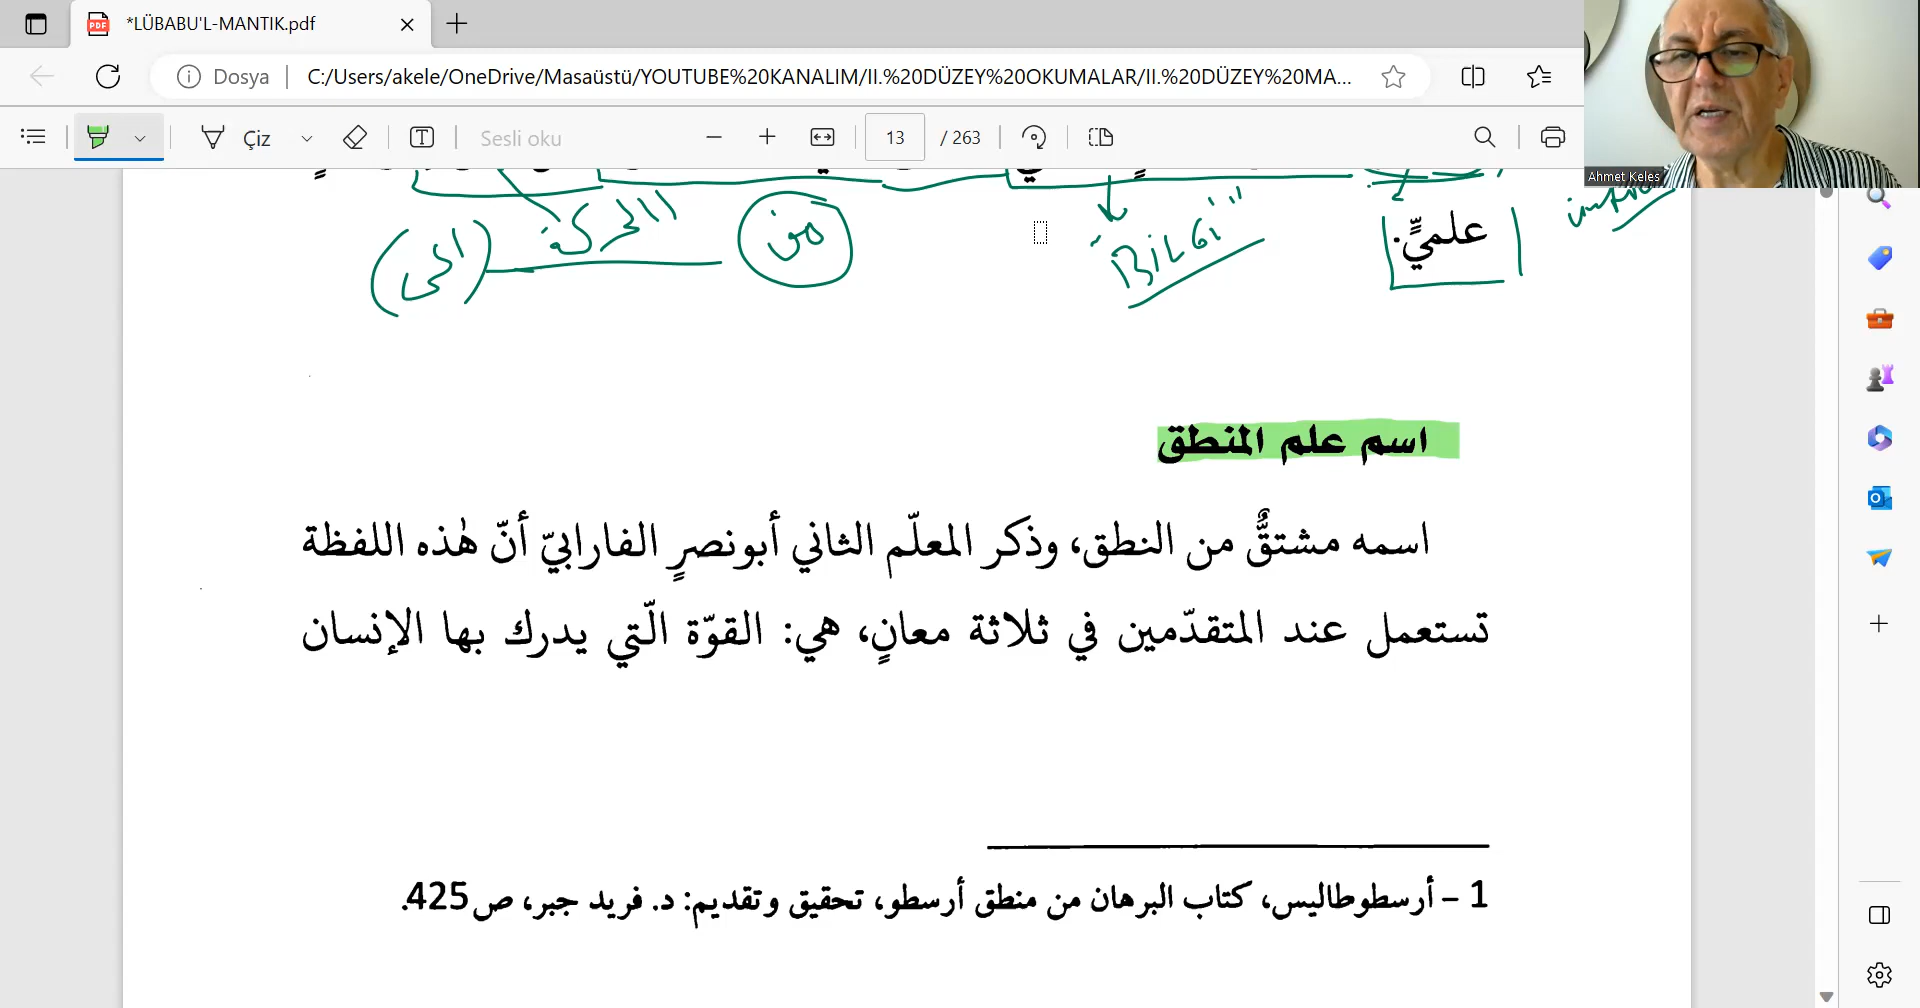 *LÜBABU'L-MANTIK.pdf
Dosya
C:/Users/akele/OneDrive/Masaüstü/YOUTUBE%20KANALIM/II.%20DÜZEY%20OKUMALAR/II.%20DÜZEY%20MA...
Çiz
Sesli oku
13 / 263
Ahmet Keles
علميٍّ.
"BiLGi"
من
الحركة
الى
اسم علم المنطق
اسمه مشتقٌّ من النطق، وذكر المعلّم الثاني أبونصرٍ الفارابيّ أنّ هٰذه اللفظة
تستعمل عند المتقدّمين في ثلاثة معانٍ، هي: القوّة الّتي يدرك بها الإنسان
1 – أرسطوطاليس، كتاب البرهان من منطق أرسطو، تحقيق وتقديم: د. فريد جبر، ص 425.